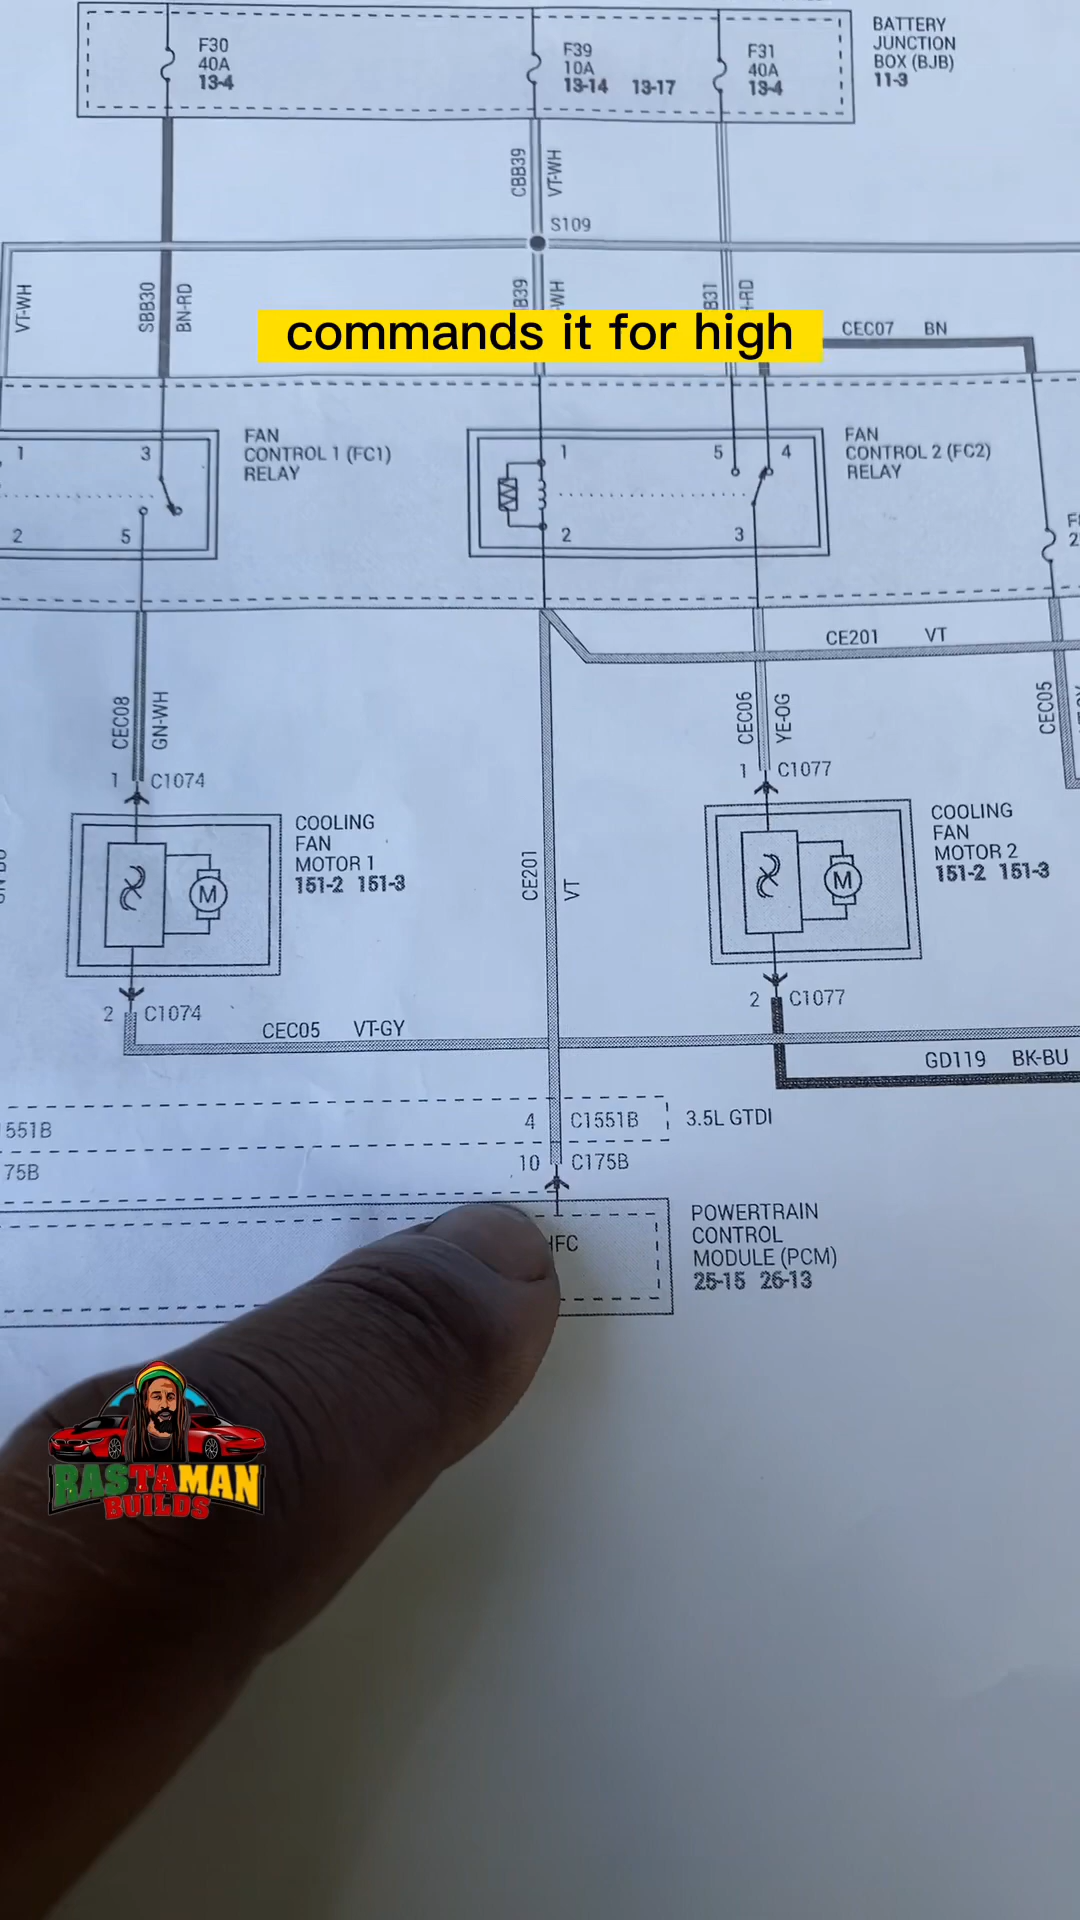 F30
40A
13-4
F39
10A
13-14 13-17
F31
40A
13-4
BATTERY
JUNCTION
BOX (BJB)
11-3
CBB39
VT-WH
S109
VT-WH
SBB30
BN-RD
commands it for high
CEC07 BN
1
3
2
5
FAN
CONTROL 1 (FC1)
RELAY
1
5
4
2
3
FAN
CONTROL 2 (FC2)
RELAY
CE201 VT
CEC08
GN-WH
CEC06
YE-OG
CEC05
1 C1074
1 C1077
COOLING
FAN
MOTOR 1
151-2 151-3
M
CE201
VT
COOLING
FAN
MOTOR 2
151-2 151-3
M
2 C1074
2 C1077
CEC05 VT-GY
GD119 BK-BU
551B
4 C1551B
3.5L GTDI
75B
10 C175B
HFC
POWERTRAIN
CONTROL
MODULE (PCM)
25-15 26-13
RASTAMAN
BUILDS